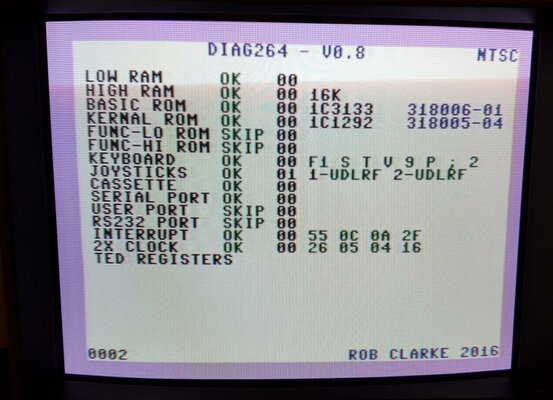 DIAG264 - V0.8 NTSC
LOW RAM OK 00
HIGH RAM OK 00 16K
BASIC ROM OK 00 1C3133 318006-01
KERNAL ROM OK 00 1C1292 318005-04
FUNC-LO ROM SKIP 00
FUNC-HI ROM SKIP 00
KEYBOARD OK 00 F1 S T V 9 P ; 2
JOYSTICKS OK 01 1-UDLRF 2-UDLRF
CASSETTE OK 00
SERIAL PORT OK 00
USER PORT SKIP 00
RS232 PORT SKIP 00
INTERRUPT OK 00 55 0C 0A 2F
2X CLOCK OK 00 26 05 04 16
TED REGISTERS
0002 ROB CLARKE 2016